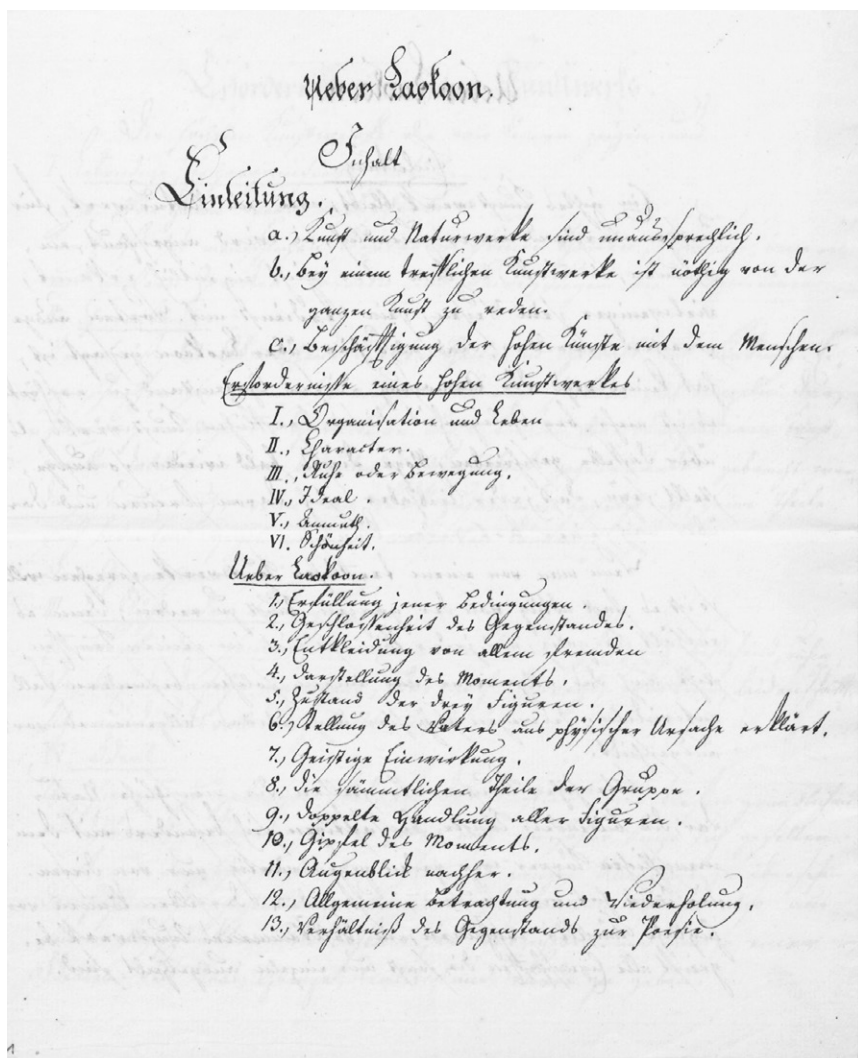 Ueber Laokoon.
Inhalt
Einleitung.
a.) Kunst und Naturwerke sind unaussprechlich.
b.) Bey einem trefflichen Kunstwerke ist nöthig von der
ganzen Kunst zu reden.
c.) Beschäftigung der hohen Künste mit dem Menschen.
Erfordernisse eines hohen Kunstwerkes
I., Organisation und Leben
II., Character.
III., Ruhe oder Bewegung.
IV., Ideal.
V., Anmuth.
VI. Schönheit.
Ueber Laokoon.
1., Erfüllung jener Bedingungen.
2., Geschlossenheit des Gegenstandes.
3., Entkleidung von allem Fremden
4., Darstellung des Moments.
5., Zustand der drey Figuren.
6., Stellung des Vaters aus physischer Ursache erklärt.
7., Geistige Einwirkung.
8., Die sämmtlichen Theile der Gruppe.
9., Doppelte Handlung aller Figuren.
10., Gipfel des Moments.
11., Augenblick nachher.
12., Allgemeine Betrachtung und Wiederholung.
13., Verhältniß des Gegenstands zur Poesie.